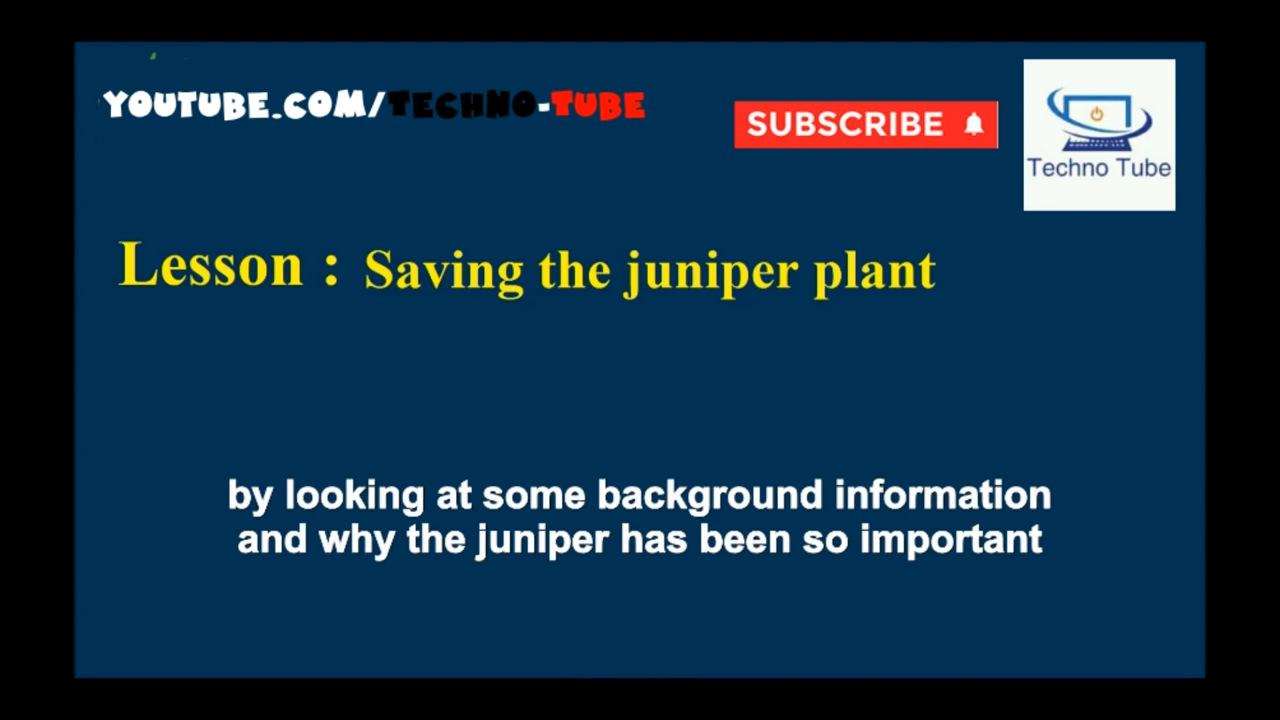 YOUTUBE.COM/TECHNO-TUBE
SUBSCRIBE
Techno Tube
Lesson : Saving the juniper plant
by looking at some background information
and why the juniper has been so important